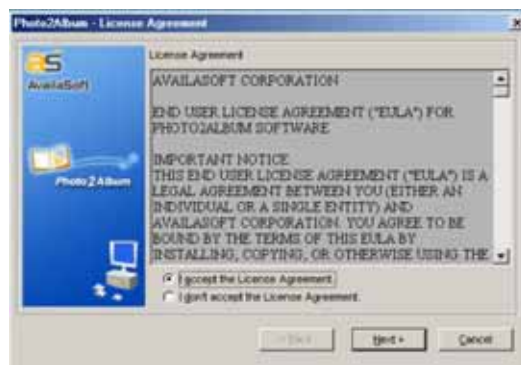 Photo2Album - License Agreement
aS
AvailaSoft
Photo2Album
License Agreement
AVAILASOFT CORPORATION
END USER LICENSE AGREEMENT ("EULA") FOR
PHOTO2ALBUM SOFTWARE
IMPORTANT NOTICE
THIS END USER LICENSE AGREEMENT ("EULA") IS A
LEGAL AGREEMENT BETWEEN YOU (EITHER AN
INDIVIDUAL OR A SINGLE ENTITY) AND
AVAILASOFT CORPORATION. YOU AGREE TO BE
BOUND BY THE TERMS OF THIS EULA BY
INSTALLING, COPYING, OR OTHERWISE USING THE
I accept the License Agreement.
I don't accept the License Agreement.
< Back
Next >
Cancel